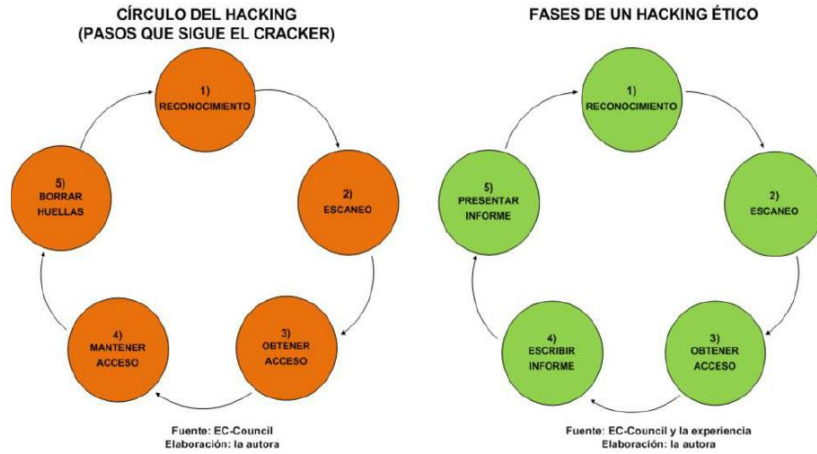 CÍRCULO DEL HACKING
(PASOS QUE SIGUE EL CRACKER)
1)
RECONOCIMIENTO
2)
ESCANEO
3)
OBTENER
ACCESO
4)
MANTENER
ACCESO
5)
BORRAR
HUELLAS
Fuente: EC-Council
Elaboración: la autora
FASES DE UN HACKING ÉTICO
1)
RECONOCIMIENTO
2)
ESCANEO
3)
OBTENER
ACCESO
4)
ESCRIBIR
INFORME
5)
PRESENTAR
INFORME
Fuente: EC-Council y la experiencia
Elaboración: la autora